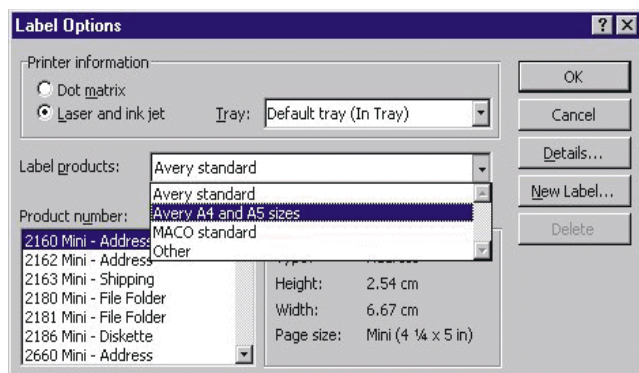 Label Options
Printer information
Dot matrix
Laser and ink jet
Tray: Default tray (In Tray)
Label products: Avery standard
Avery standard
Avery A4 and A5 sizes
MACO standard
Other
Product number:
2160 Mini - Address
2162 Mini - Address
2163 Mini - Shipping
2180 Mini - File Folder
2181 Mini - File Folder
2186 Mini - Diskette
2660 Mini - Address
Height: 2.54 cm
Width: 6.67 cm
Page size: Mini (4 ¼ x 5 in)
OK
Cancel
Details...
New Label...
Delete